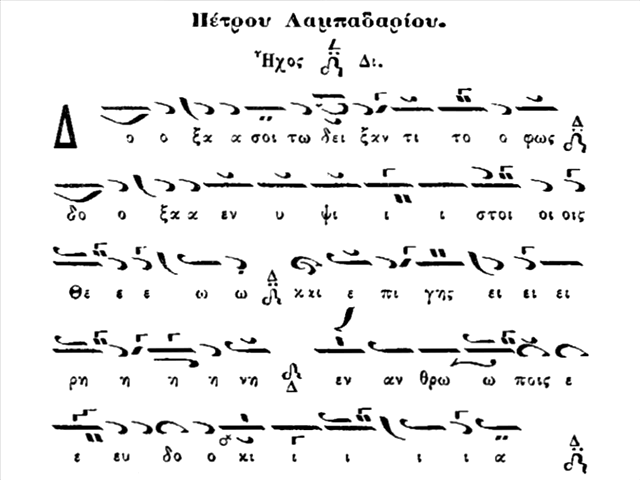 Πέτρου Λαμπαδαρίου.
Ἦχος Δι.
Δ ο ο ξα α σοι τω δει ξαν τι το ο φως Δ
δο ο ξα α εν υ ψι ι ι στοι οι οις
Θε ε ε ω ω Δ κκι ε πι γης ει ει ει
ρη η η η νη Δ εν αν θρω ω ποις ε
ε ευ δο ο κι ι ι ι ι α Δ